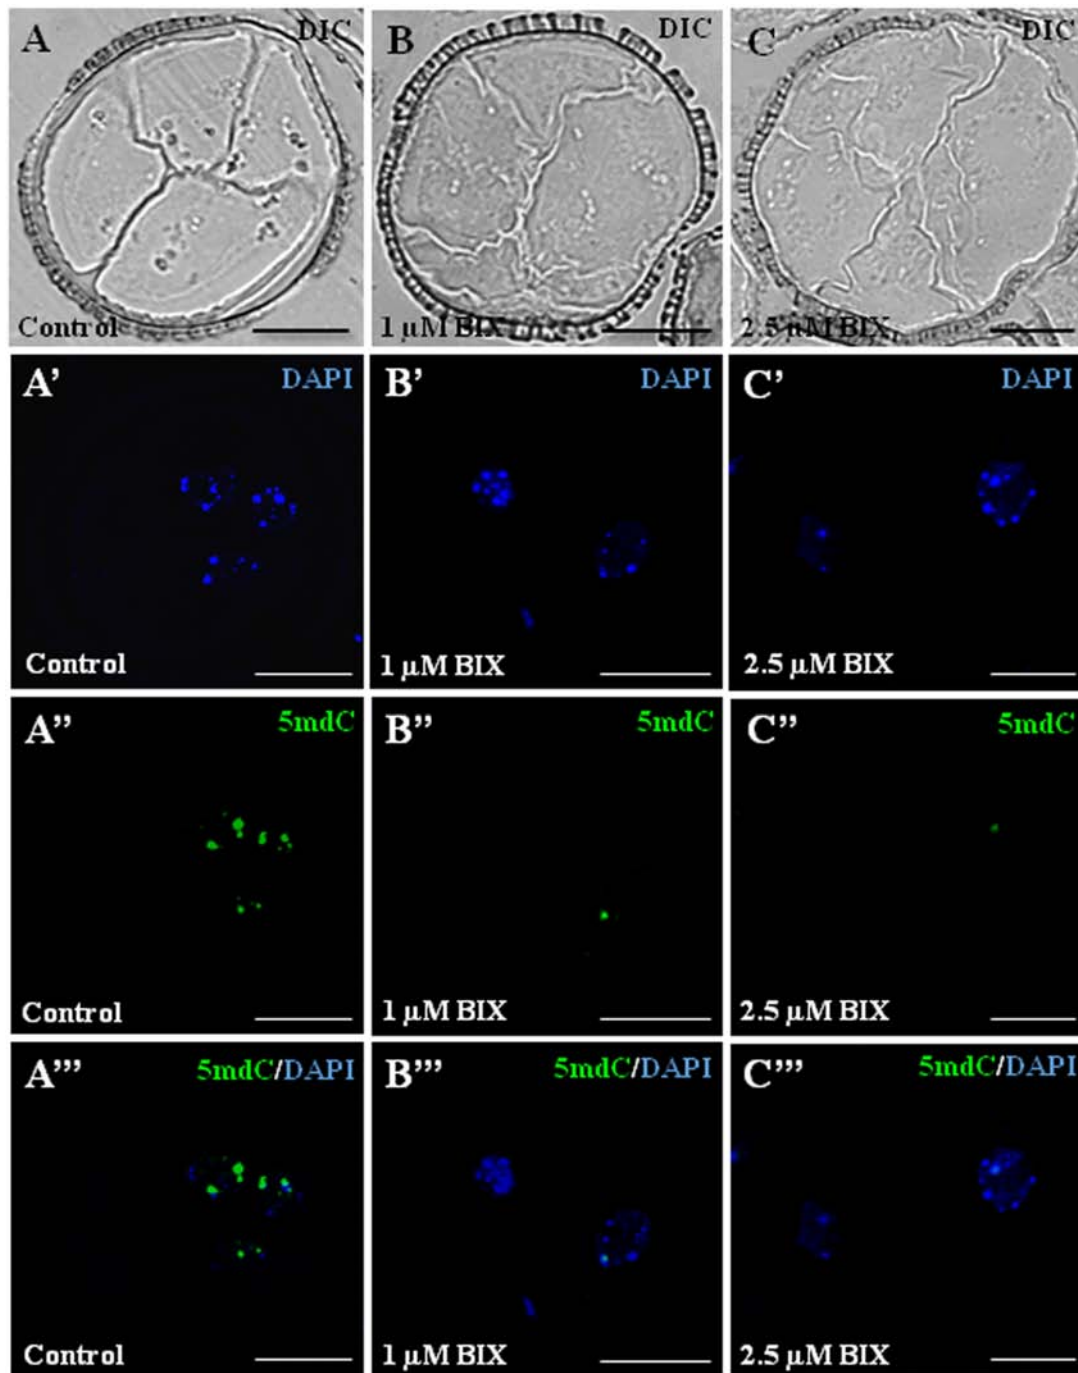 A DIC
Control
B DIC
1 μM BIX
C DIC
2.5 μM BIX
A’ DAPI
Control
B’ DAPI
1 μM BIX
C’ DAPI
2.5 μM BIX
A’’ 5mdC
Control
B’’ 5mdC
1 μM BIX
C’’ 5mdC
2.5 μM BIX
A’’’ 5mdC/DAPI
Control
B’’’ 5mdC/DAPI
1 μM BIX
C’’’ 5mdC/DAPI
2.5 μM BIX